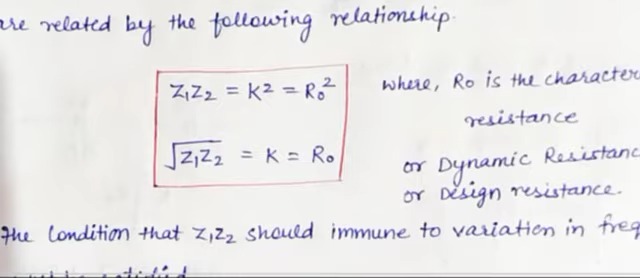 are related by the following relationship.
Z₁Z₂ = K² = R₀²
where, Ro is the character
resistance
√Z₁Z₂ = K = R₀
or Dynamic Resistanc
or Design resistance.
The Condition that Z₁Z₂ should immune to variation in freq